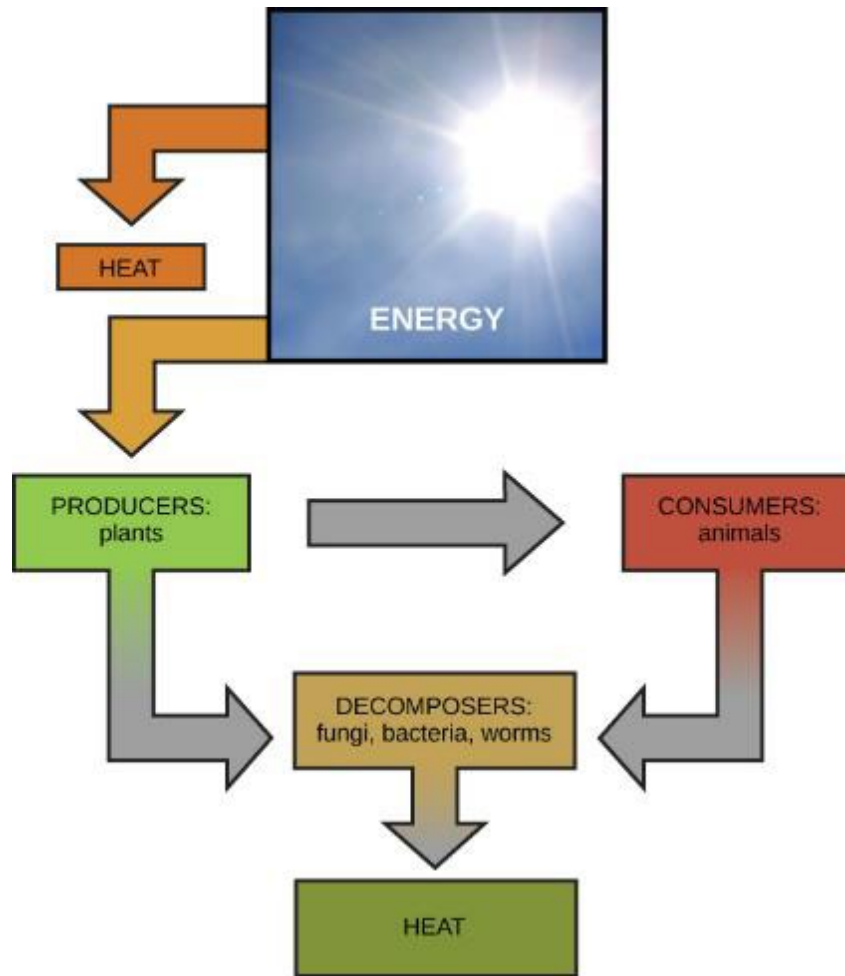 ENERGY
HEAT
PRODUCERS:
plants
CONSUMERS:
animals
DECOMPOSERS:
fungi, bacteria, worms
HEAT